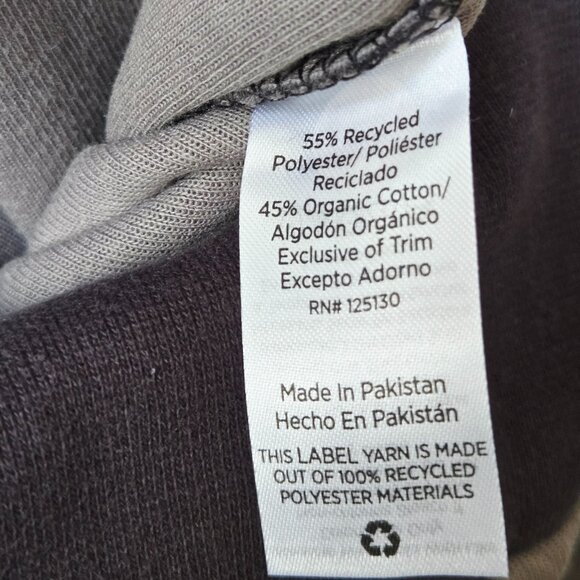 55% Recycled
Polyester/ Poliéster
Reciclado
45% Organic Cotton/
Algodón Orgánico
Exclusive of Trim
Excepto Adorno
RN# 125130
Made In Pakistan
Hecho En Pakistán
THIS LABEL YARN IS MADE
OUT OF 100% RECYCLED
POLYESTER MATERIALS